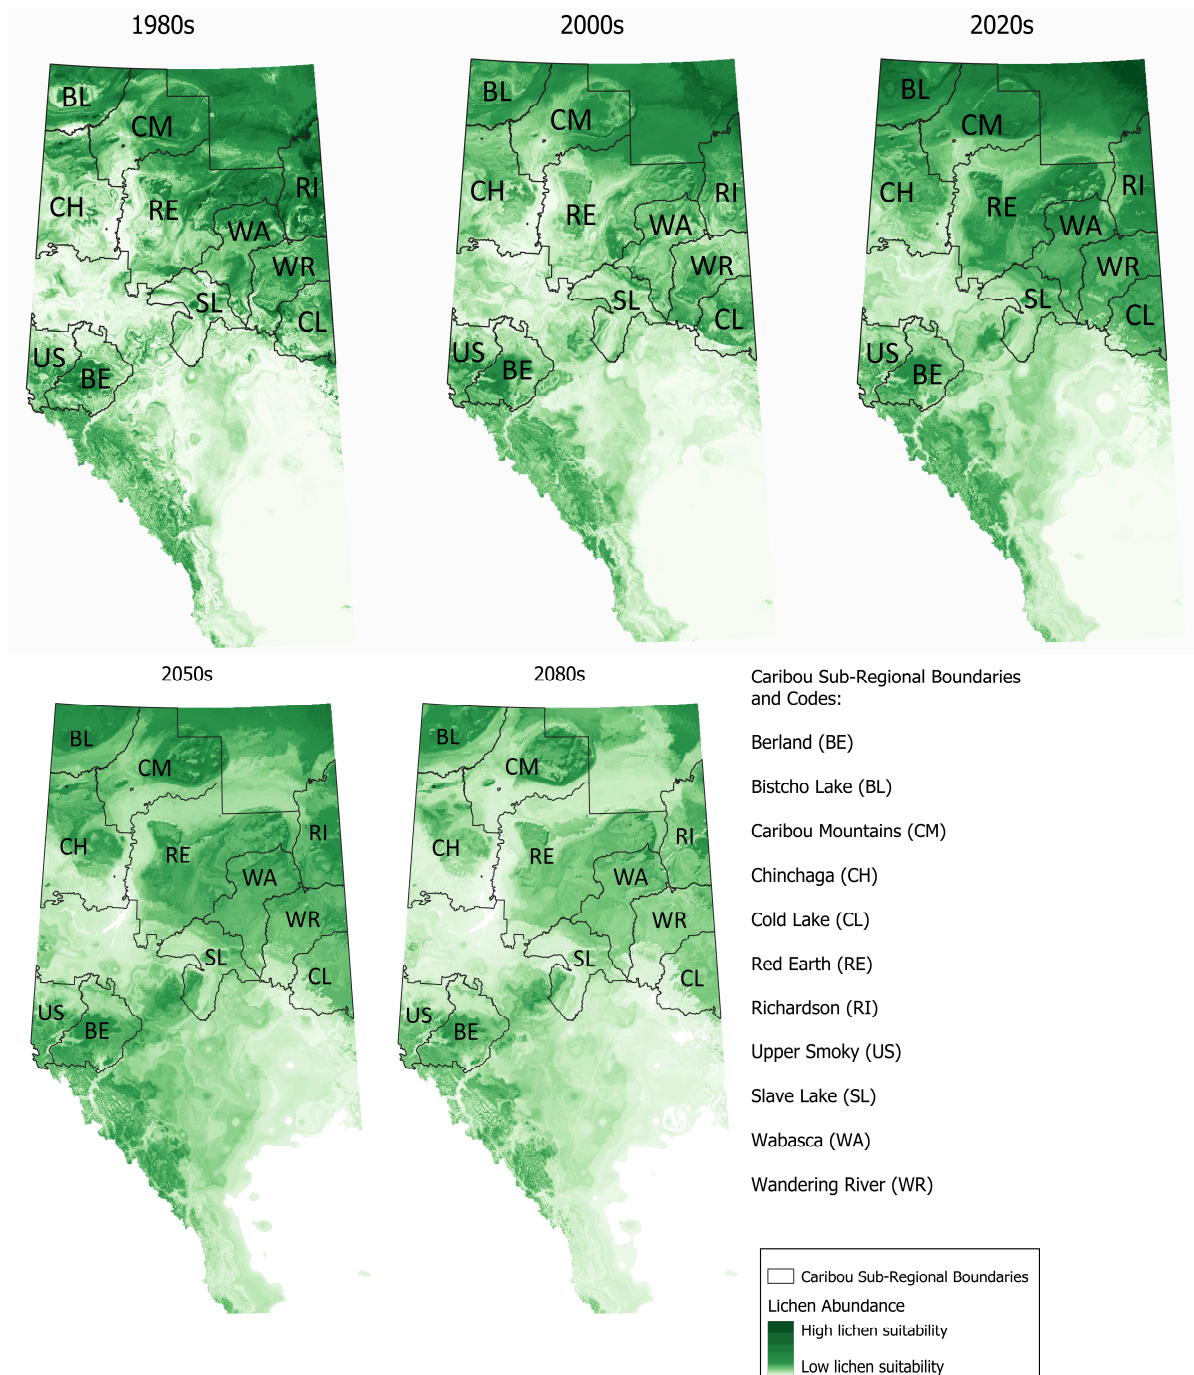 1980s
2000s
2020s
BL
CM
CH
RE
RI
WA
WR
SL
CL
US
BE
BL
CM
CH
RE
RI
WA
WR
SL
CL
US
BE
BL
CM
CH
RE
RI
WA
WR
SL
CL
US
BE
2050s
2080s
BL
CM
CH
RE
RI
WA
WR
SL
CL
US
BE
BL
CM
CH
RE
RI
WA
WR
SL
CL
US
BE
Caribou Sub-Regional Boundaries
and Codes:
Berland (BE)
Bistcho Lake (BL)
Caribou Mountains (CM)
Chinchaga (CH)
Cold Lake (CL)
Red Earth (RE)
Richardson (RI)
Upper Smoky (US)
Slave Lake (SL)
Wabasca (WA)
Wandering River (WR)
Caribou Sub-Regional Boundaries
Lichen Abundance
High lichen suitability
Low lichen suitability